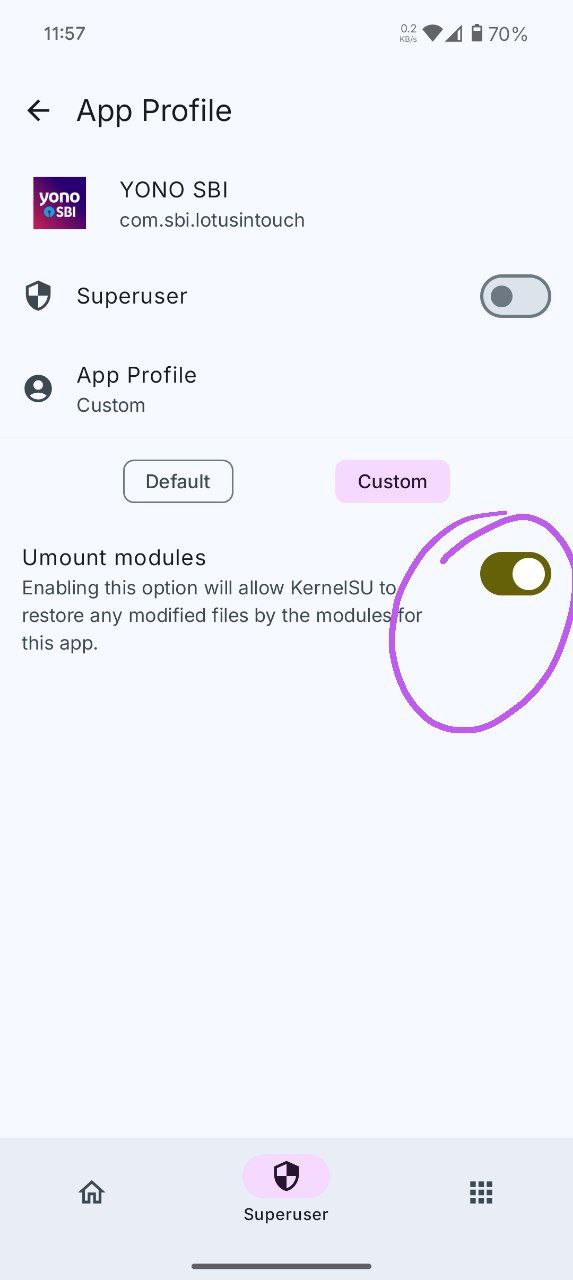 11:57
0.2
KB/s
70%
App Profile
yono
SBI
YONO SBI
com.sbi.lotusintouch
Superuser
App Profile
Custom
Default
Custom
Umount modules
Enabling this option will allow KernelSU to
restore any modified files by the modules for
this app.
Superuser